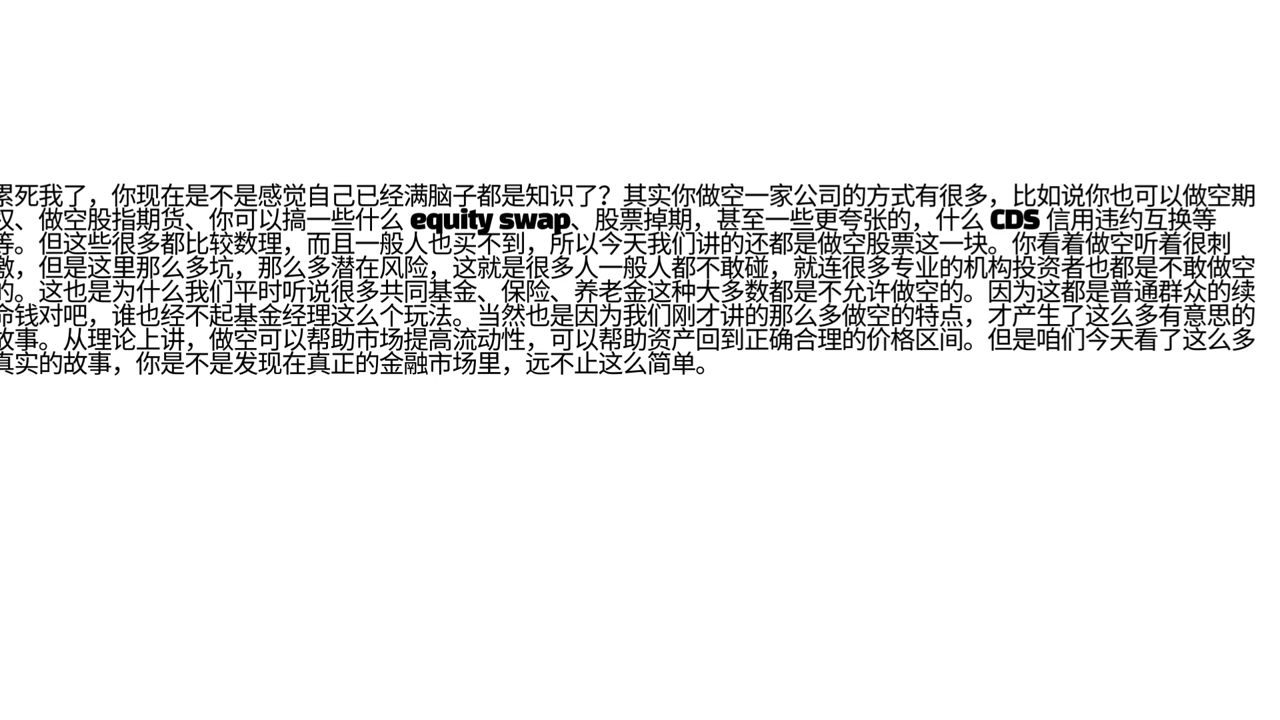 累死我了，你现在是不是感觉自己已经满脑子都是知识了？其实你做空一家公司的方式有很多，比如说你也可以做空期
权、做空股指期货、你可以搞一些什么 equity swap、股票掉期，甚至一些更夸张的，什么 CDS 信用违约互换等
等。但这些很多都比较数理，而且一般人也买不到，所以今天我们讲的还都是做空股票这一块。你看着做空听着很刺
激，但是这里那么多坑，那么多潜在风险，这就是很多人一般人都不敢碰，就连很多专业的机构投资者也都是不敢做空
的。这也是为什么我们平时听说很多共同基金、保险、养老金这种大多数都是不允许做空的。因为这都是普通群众的续
命钱对吧，谁也经不起基金经理这么个玩法。当然也是因为我们刚才讲的那么多做空的特点，才产生了这么多有意思的
故事。从理论上讲，做空可以帮助市场提高流动性，可以帮助资产回到正确合理的价格区间。但是咱们今天看了这么多
真实的故事，你是不是发现在真正的金融市场里，远不止这么简单。